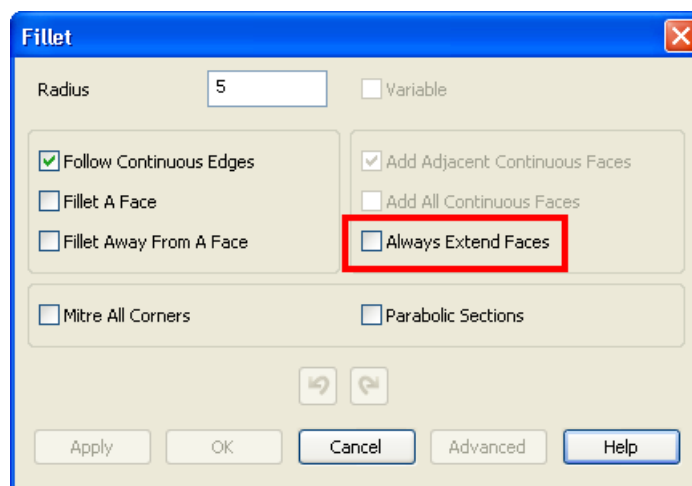 Fillet
Radius 5 Variable
Follow Continuous Edges Add Adjacent Continuous Faces
Fillet A Face Add All Continuous Faces
Fillet Away From A Face Always Extend Faces
Mitre All Corners Parabolic Sections
Apply OK Cancel Advanced Help